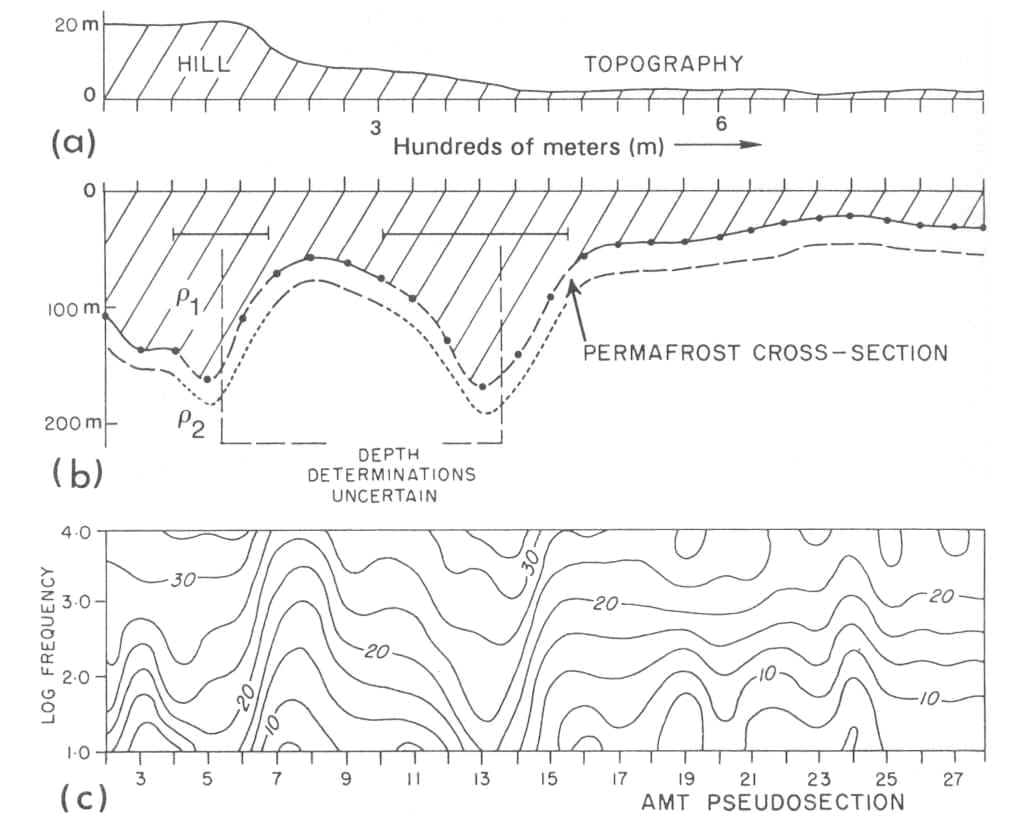 20 m
HILL
TOPOGRAPHY
0
3
6
(a)
Hundreds of meters (m)
0
ρ1
100 m
PERMAFROST CROSS-SECTION
ρ2
200 m
(b)
DEPTH
DETERMINATIONS
UNCERTAIN
4.0
30
30
3.0
20
20
LOG FREQUENCY
20
2.0
10
20
10
10
1.0
3 5 7 9 11 13 15 17 19 21 23 25 27
(c)
AMT PSEUDOSECTION